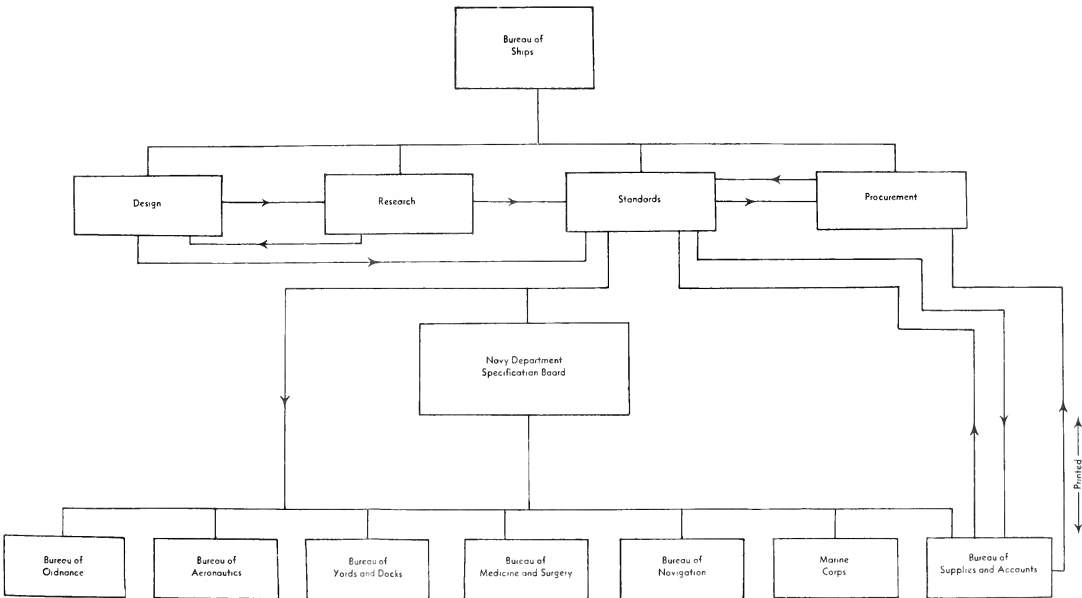 Bureau of
Ships
Design
Research
Standards
Procurement
Navy Department
Specification Board
Printed
Bureau of
Ordnance
Bureau of
Aeronautics
Bureau of
Yards and Docks
Bureau of
Medicine and Surgery
Bureau of
Navigation
Marine
Corps
Bureau of
Supplies and Accounts